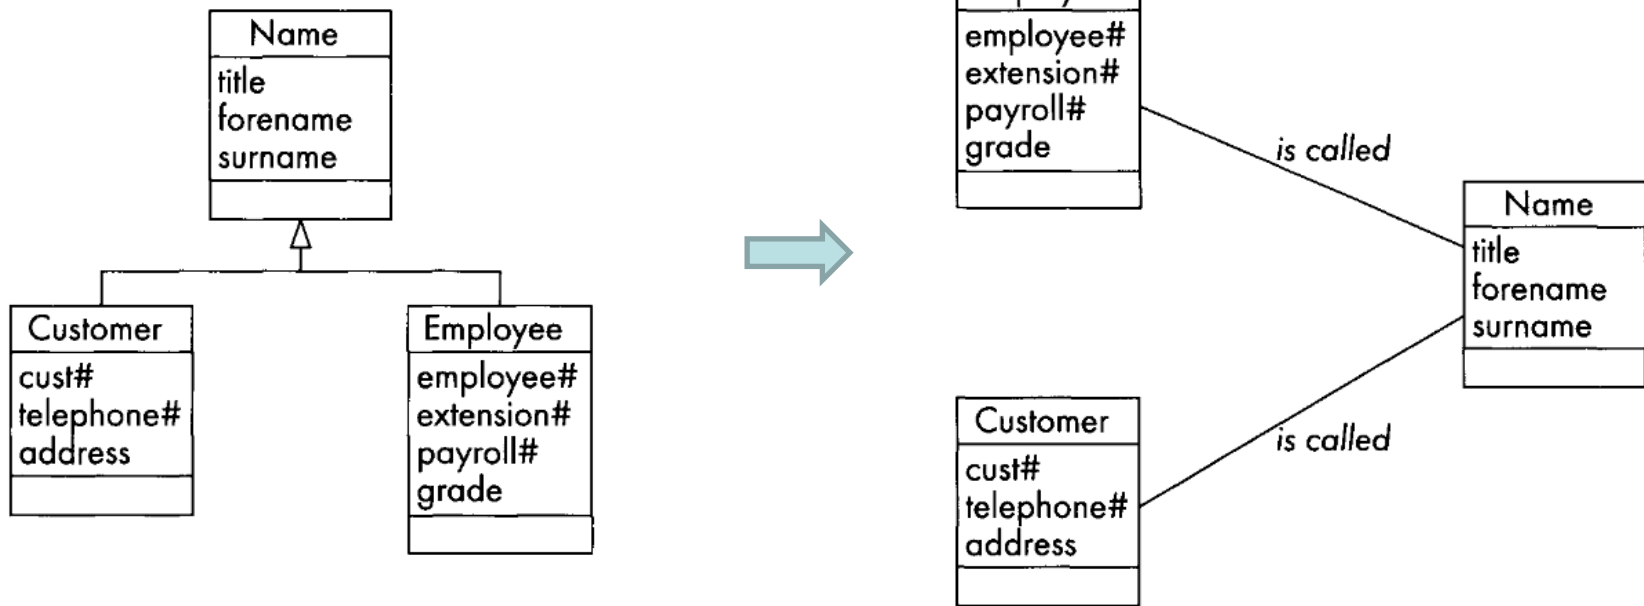 Name
title
forename
surname
Customer
cust#
telephone#
address
Employee
employee#
extension#
payroll#
grade
employee#
extension#
payroll#
grade
is called
Name
title
forename
surname
is called
Customer
cust#
telephone#
address